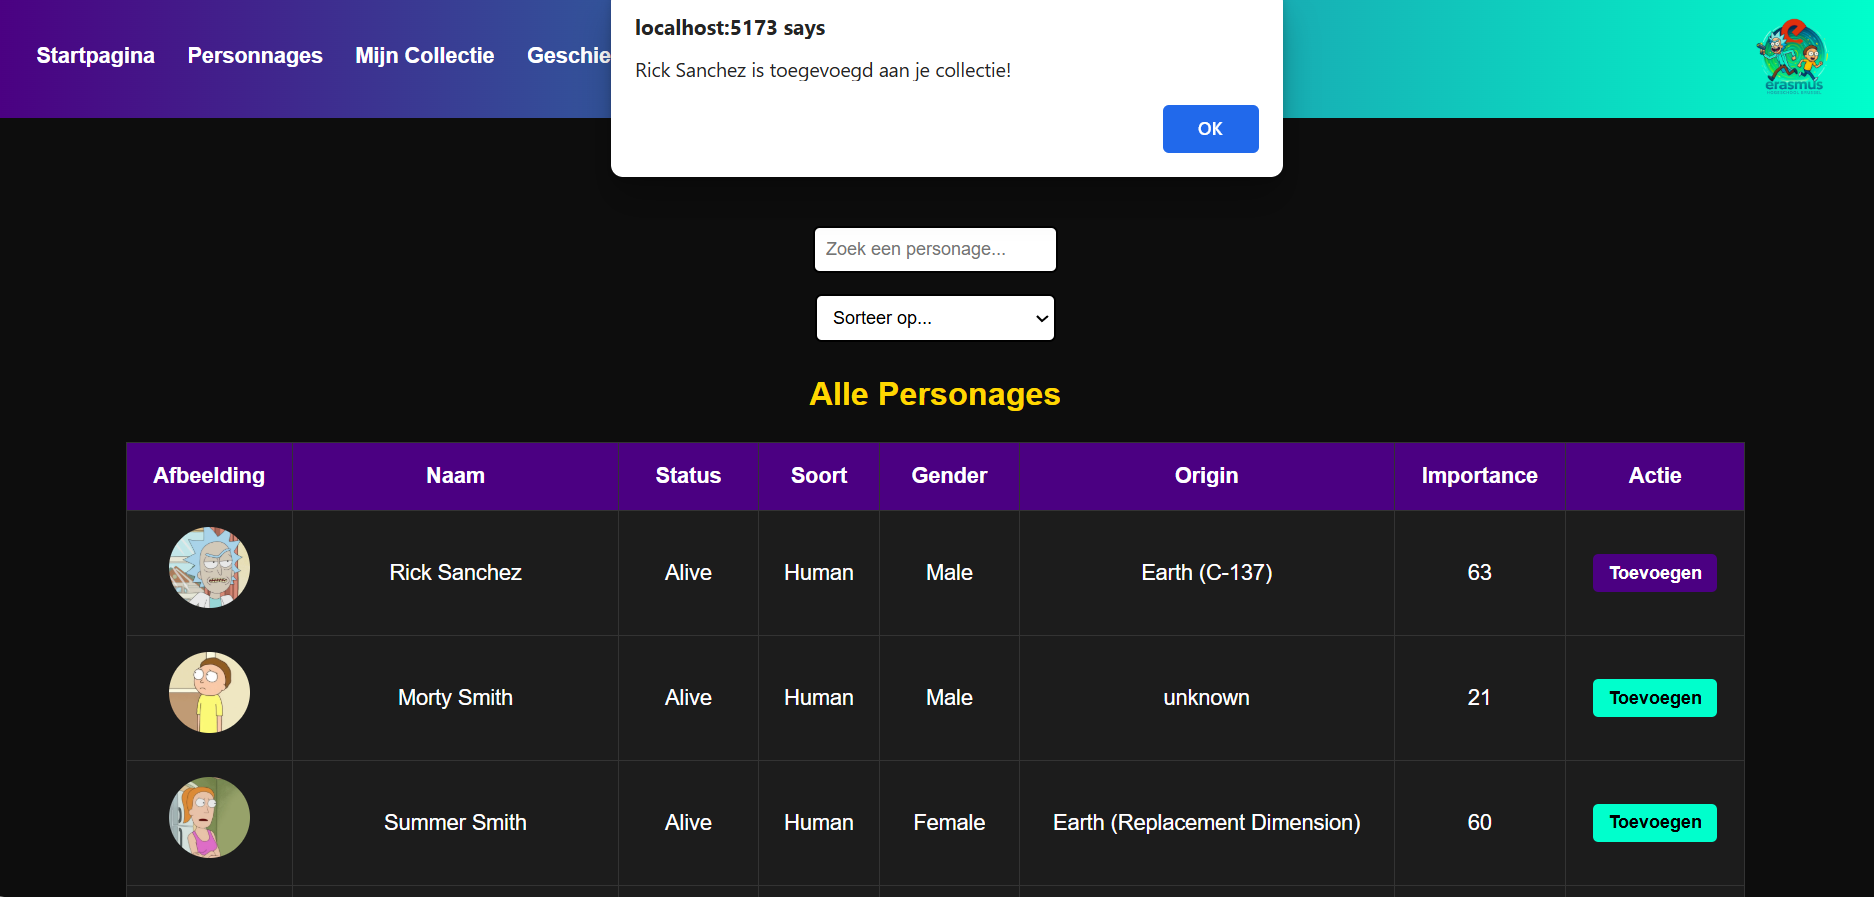 localhost:5173 says
Rick Sanchez is toegevoegd aan je collectie!
OK
Startpagina Personnages Mijn Collectie Geschie
erasmus
Zoek een personage...
Sorteer op...
Alle Personages
Afbeelding Naam Status Soort Gender Origin Importance Actie
Rick Sanchez Alive Human Male Earth (C-137) 63 Toevoegen
Morty Smith Alive Human Male unknown 21 Toevoegen
Summer Smith Alive Human Female Earth (Replacement Dimension) 60 Toevoegen